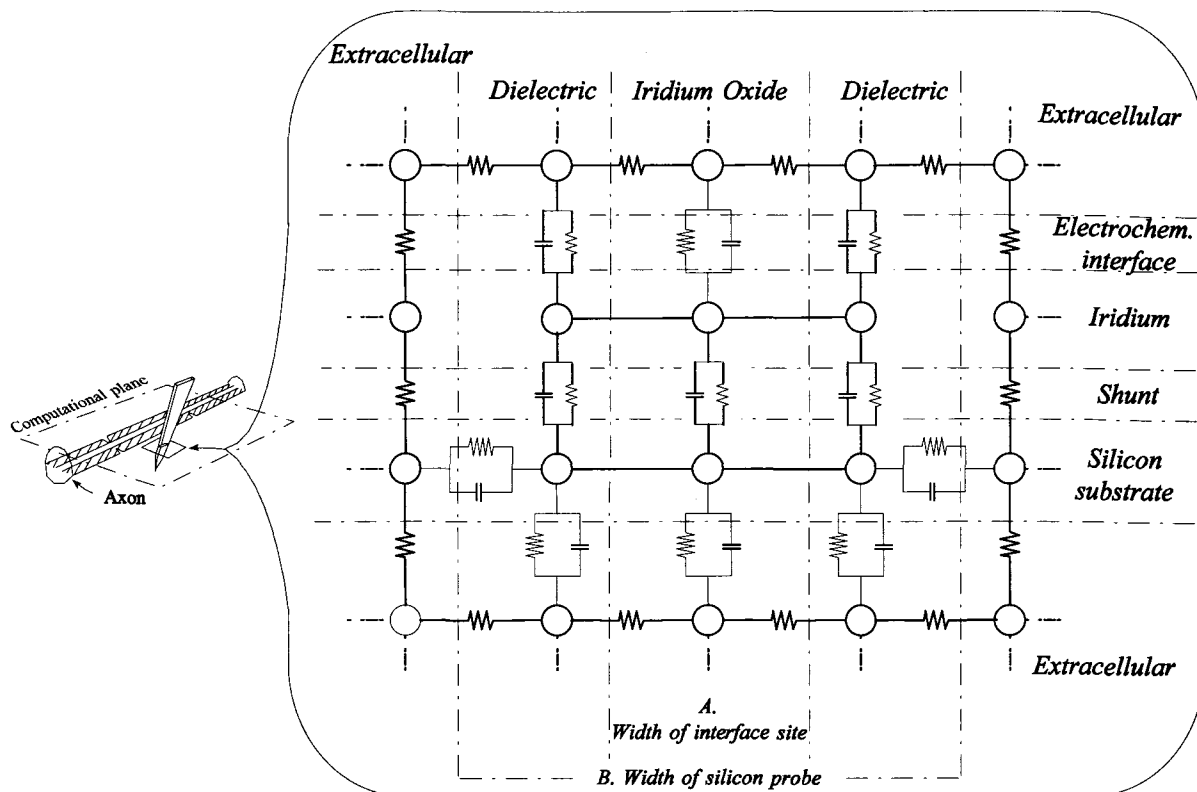 Extracellular
Dielectric
Iridium Oxide
Dielectric
Extracellular
Electrochem.
interface
Iridium
Shunt
Silicon
substrate
Computational plane
Axon
Extracellular
A.
Width of interface site
B. Width of silicon probe